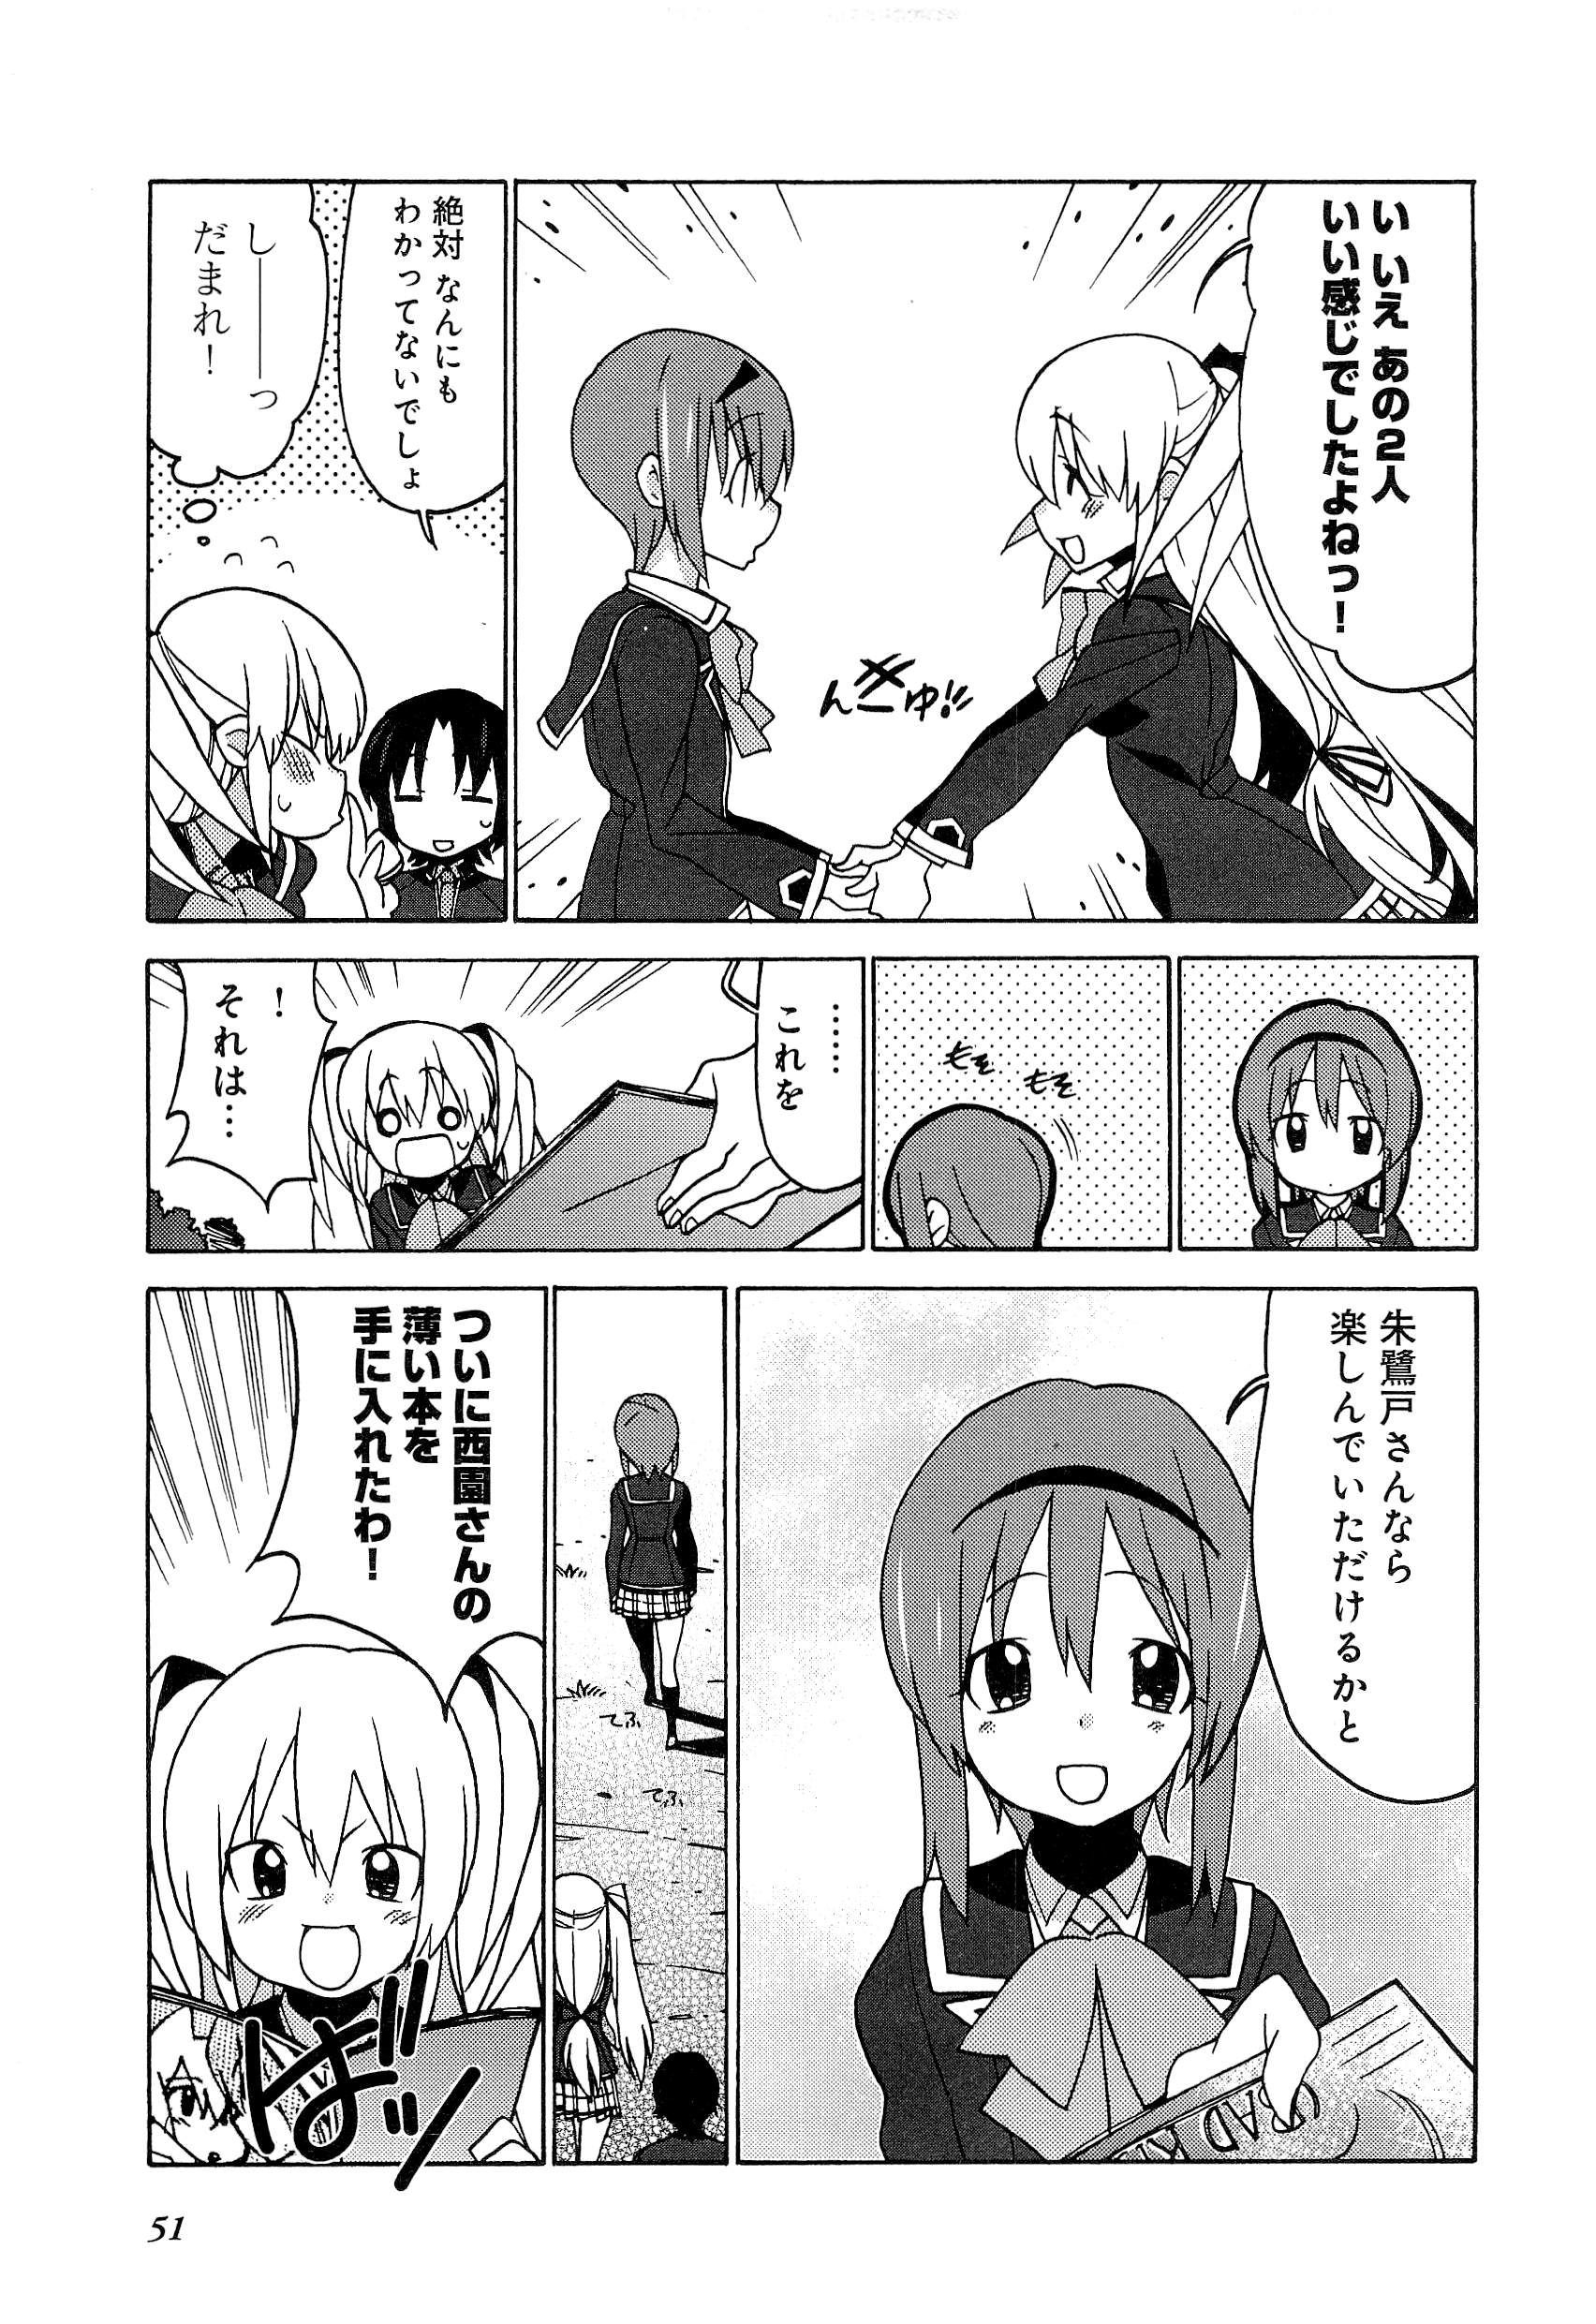 いいえ あの2人
いい感じでしたよねっ！
ぎゅ!!
絶対 なんにも
わかってないでしょ
しーーーっ
だまれ！
もそ
もそ
………
これを
！
それは…
朱鷺戸さんなら
楽しんでいただけるかと
てふ
てふ
ついに西園さんの
薄い本を
手に入れたわ！
ばばッ
51